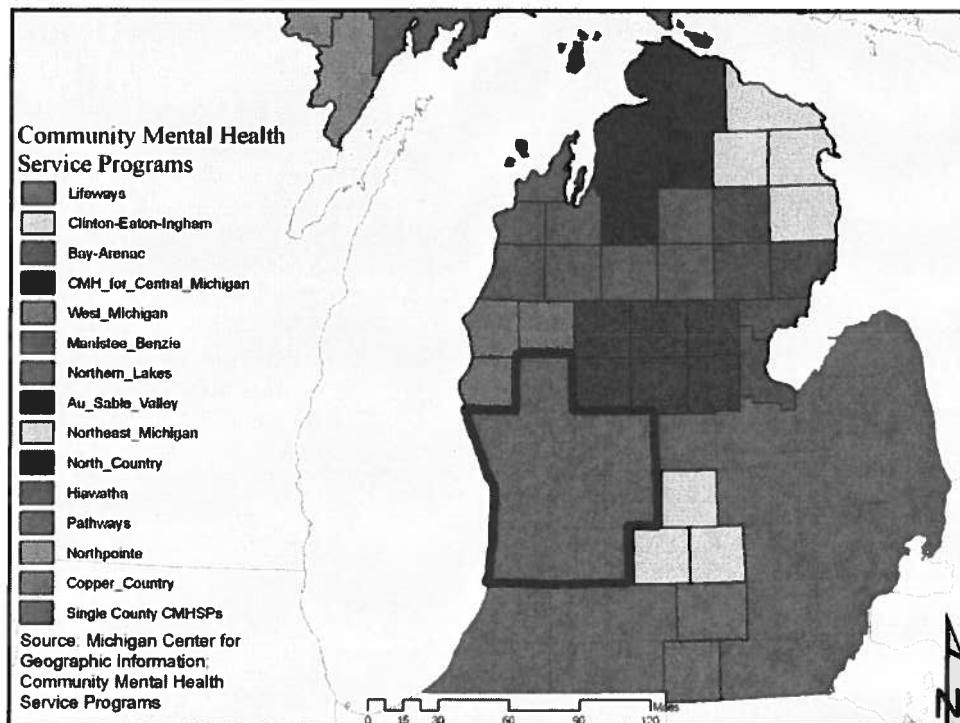 Community Mental Health
Service Programs
Lifeways
Clinton-Eaton-Ingham
Bay-Arenac
CMH_for_Central_Michigan
West_Michigan
Manistee_Benzie
Northern_Lakes
Au_Sable_Valley
Northeast_Michigan
North_Country
Hiawatha
Pathways
Northpointe
Copper_Country
Single County CMHSPs
Source: Michigan Center for
Geographic Information;
Community Mental Health
Service Programs
Miles
0 15 30 60 90 120
N